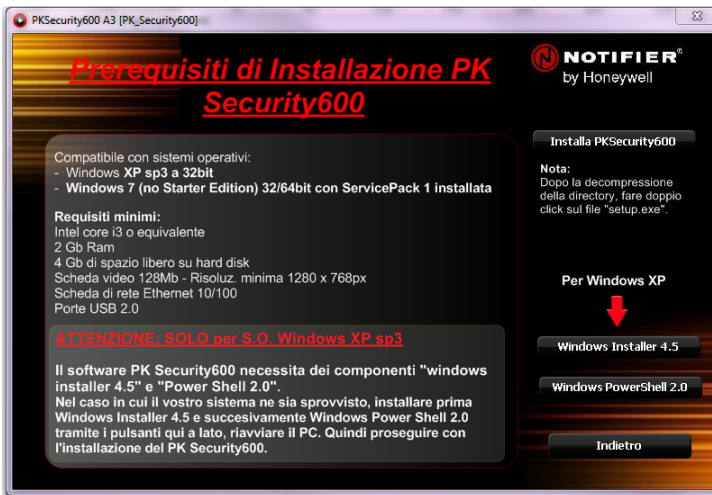 PKSecurity600 A3 [PK_Security600]
Prerequisiti di Installazione PK
Security600
NOTIFIER®
by Honeywell
Compatibile con sistemi operativi:
- Windows XP sp3 a 32bit
- Windows 7 (no Starter Edition) 32/64bit con ServicePack 1 installata
Requisiti minimi:
Intel core i3 o equivalente
2 Gb Ram
4 Gb di spazio libero su hard disk
Scheda video 128Mb - Risoluz. minima 1280 x 768px
Scheda di rete Ethernet 10/100
Porte USB 2.0
ATTENZIONE: SOLO per S.O. Windows XP sp3
Il software PK Security600 necessita dei componenti "windows
installer 4.5" e "Power Shell 2.0".
Nel caso in cui il vostro sistema ne sia sprovvisto, installare prima
Windows Installer 4.5 e succesivamente Windows Power Shell 2.0
tramite i pulsanti qui a lato, riavviare il PC. Quindi proseguire con
l'installazione del PK Security600.
Installa PKSecurity600
Nota:
Dopo la decompressione
della directory, fare doppio
click sul file "setup.exe".
Per Windows XP
Windows Installer 4.5
Windows PowerShell 2.0
Indietro